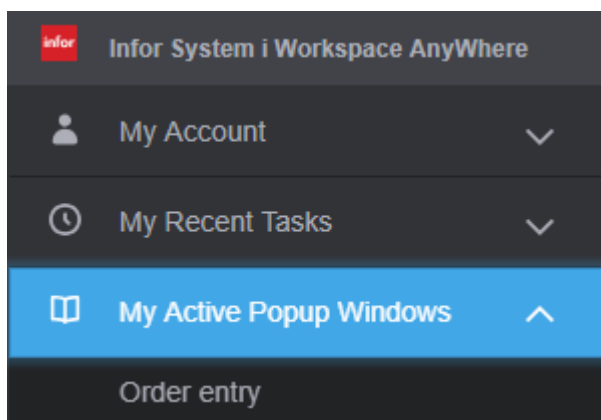 infor Infor System i Workspace AnyWhere
My Account
My Recent Tasks
My Active Popup Windows
Order entry